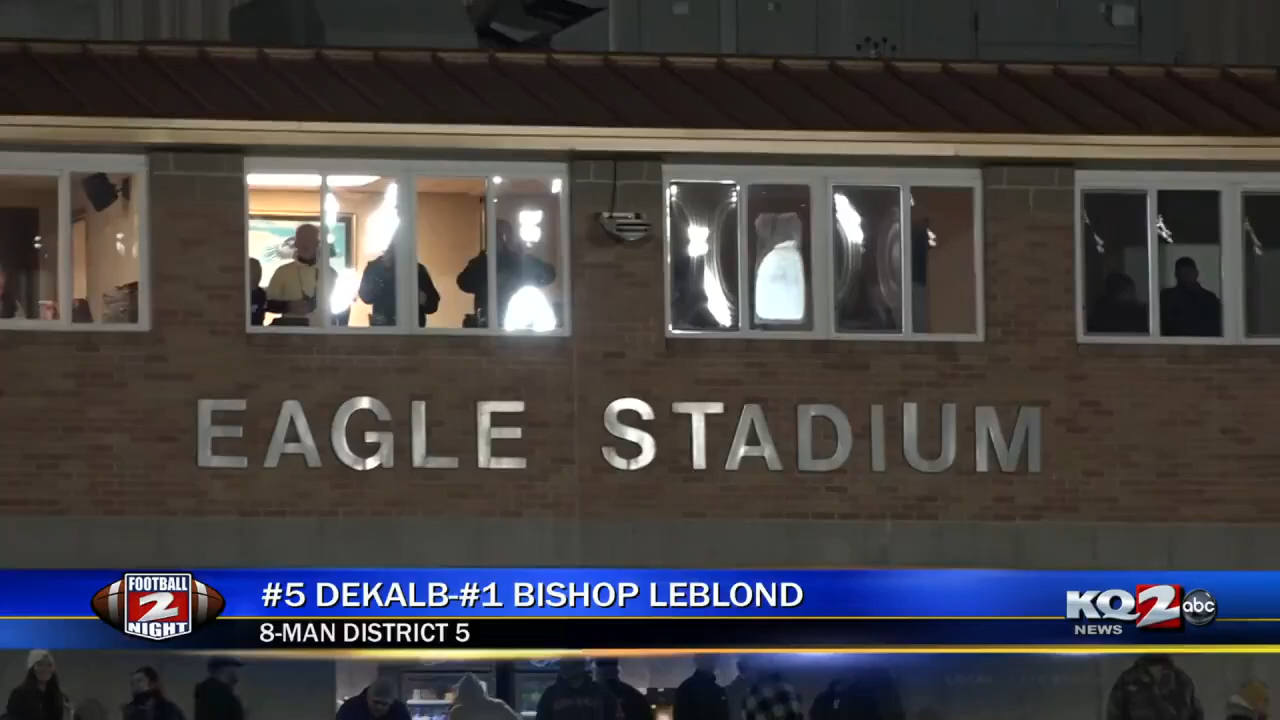 EAGLE STADIUM
FOOTBALL
2
NIGHT
#5 DEKALB-#1 BISHOP LEBLOND
8-MAN DISTRICT 5
KQ2
NEWS
abc